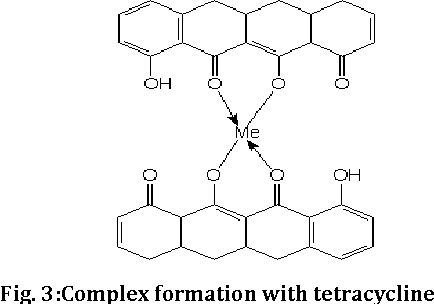 OH O O O
Me
O O O OH
Fig. 3:Complex formation with tetracycline